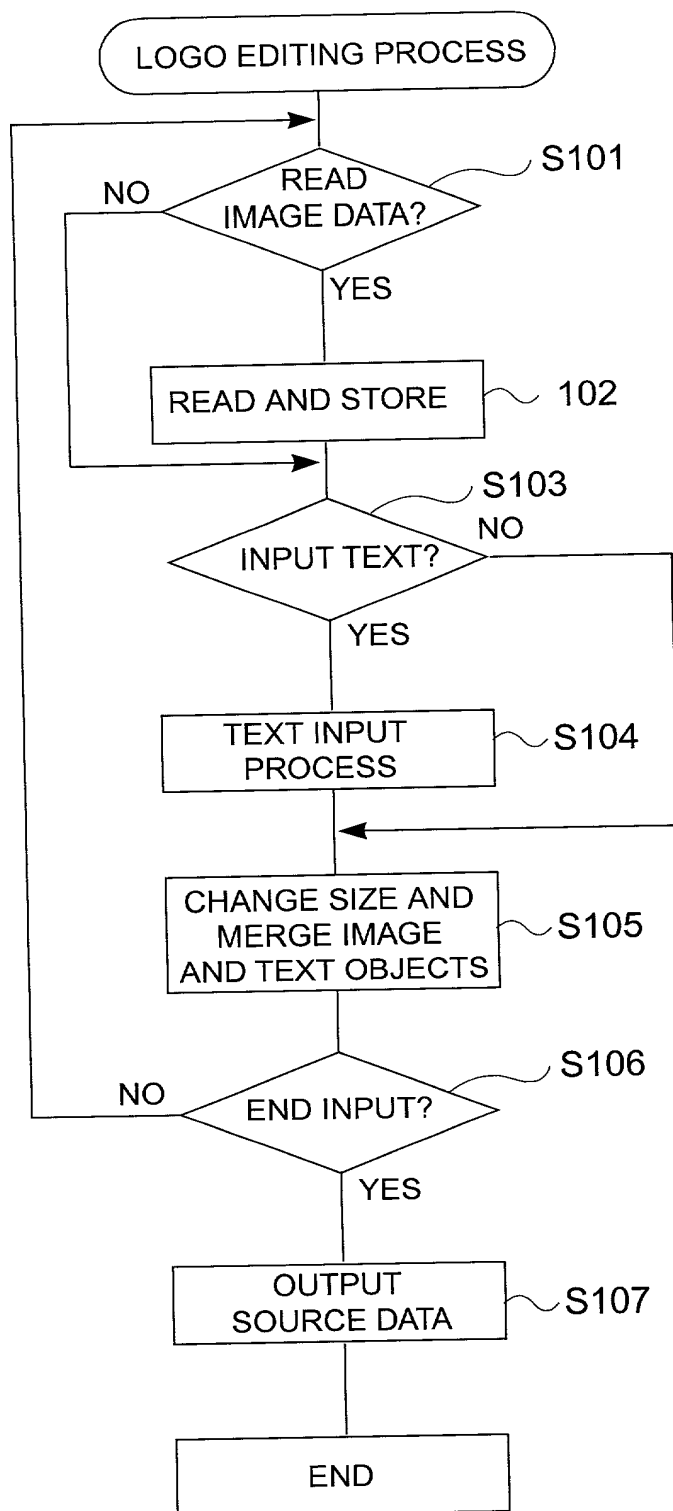 LOGO EDITING PROCESS
S101
NO
READ
IMAGE DATA?
YES
READ AND STORE
102
S103
NO
INPUT TEXT?
YES
TEXT INPUT
PROCESS
S104
CHANGE SIZE AND
MERGE IMAGE
AND TEXT OBJECTS
S105
S106
NO
END INPUT?
YES
OUTPUT
SOURCE DATA
S107
END